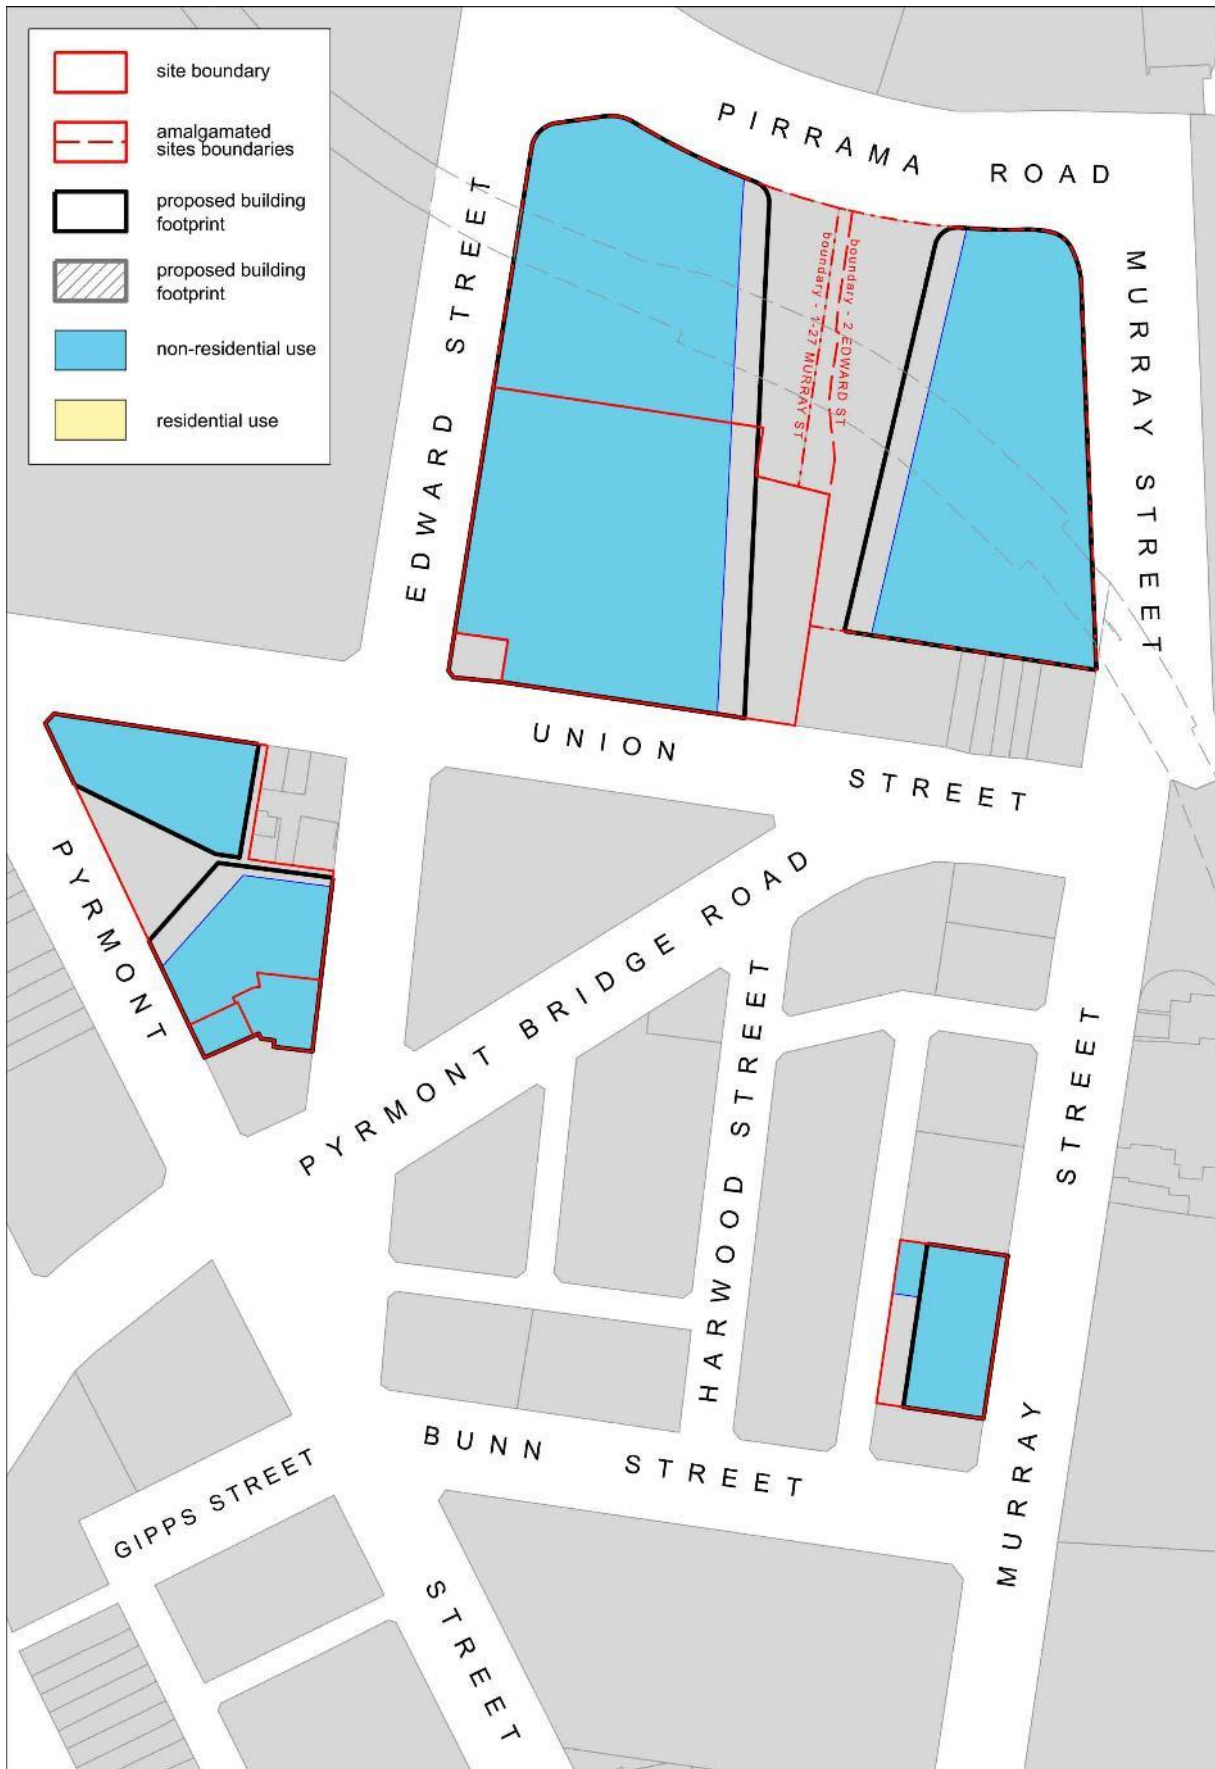 site boundary
amalgamated
sites boundaries
proposed building
footprint
proposed building
footprint
non-residential use
residential use
PIRRAMA ROAD
EDWARD STREET
MURRAY STREET
boundary - 1-27 MURRAY ST
boundary - 2 EDWARD ST
UNION STREET
PYRMONT
PYRMONT BRIDGE ROAD
HARWOOD STREET
STREET
MURRAY
BUNN STREET
GIPPS STREET
STREET